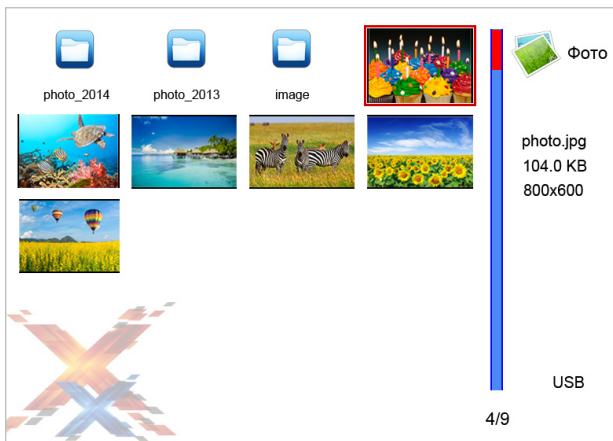 Фото
photo_2014
photo_2013
image
photo.jpg
104.0 KB
800x600
USB
4/9